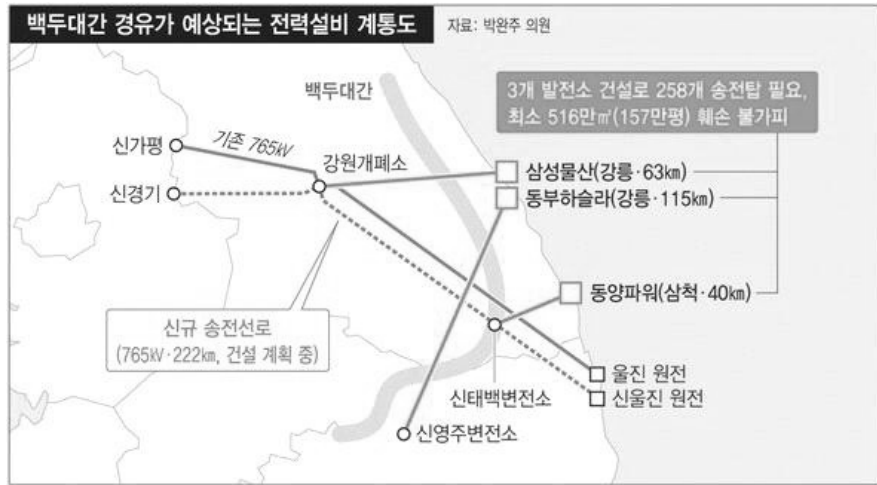 백두대간 경유가 예상되는 전력설비 계통도
자료: 박완주 의원
백두대간
3개 발전소 건설로 258개 송전탑 필요,
최소 516만㎡(157만평) 훼손 불가피
신가평
기존 765㎸
강원개폐소
신경기
삼성물산(강릉·63㎞)
동부하슬라(강릉·115㎞)
동양파워(삼척·40㎞)
신규 송전선로
(765㎸·222㎞, 건설 계획 중)
울진 원전
신태백변전소
신울진 원전
신영주변전소